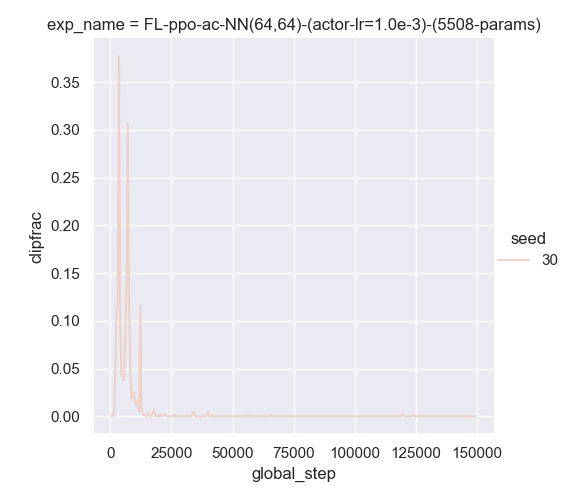 exp_name = FL-ppo-ac-NN(64,64)-(actor-lr=1.0e-3)-(5508-params)
0.35
0.30
0.25
0.20
0.15
0.10
0.05
0.00
clipfrac
0 25000 50000 75000 100000 125000 150000
global_step
seed
30